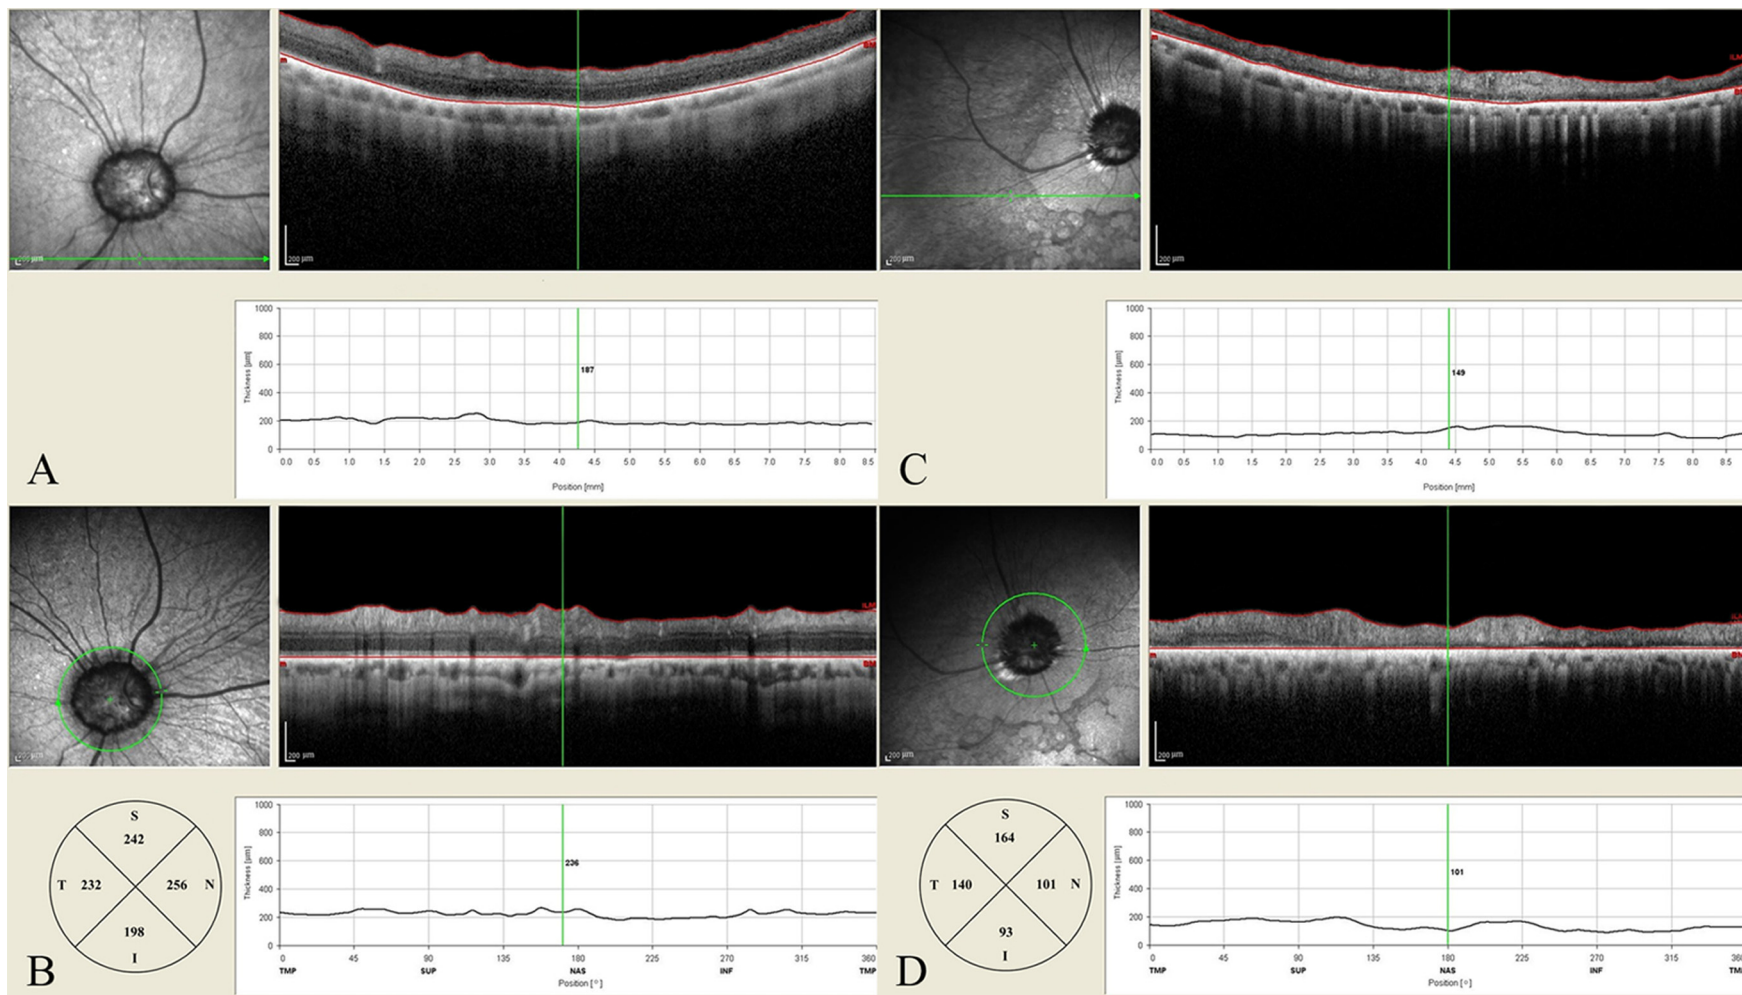 200 µm
200 µm
ILM
BM
200 µm
200 µm
1000
800
600
400
200
0
Thickness [µm]
187
0.0 0.5 1.0 1.5 2.0 2.5 3.0 3.5 4.0 4.5 5.0 5.5 6.0 6.5 7.0 7.5 8.0 8.5
Position [mm]
A
1000
800
600
400
200
0
Thickness [µm]
149
0.0 0.5 1.0 1.5 2.0 2.5 3.0 3.5 4.0 4.5 5.0 5.5 6.0 6.5 7.0 7.5 8.0 8.5
Position [mm]
C
200 µm
200 µm
ILM
200 µm
200 µm
S
242
T 232 256 N
198
I
B
1000
800
600
400
200
0
Thickness [µm]
236
0 45 90 135 180 225 270 315 360
TMP SUP NAS INF TMP
Position [°]
S
164
T 140 101 N
93
I
D
1000
800
600
400
200
0
Thickness [µm]
101
0 45 90 135 180 225 270 315 360
TMP SUP NAS INF
Position [°]